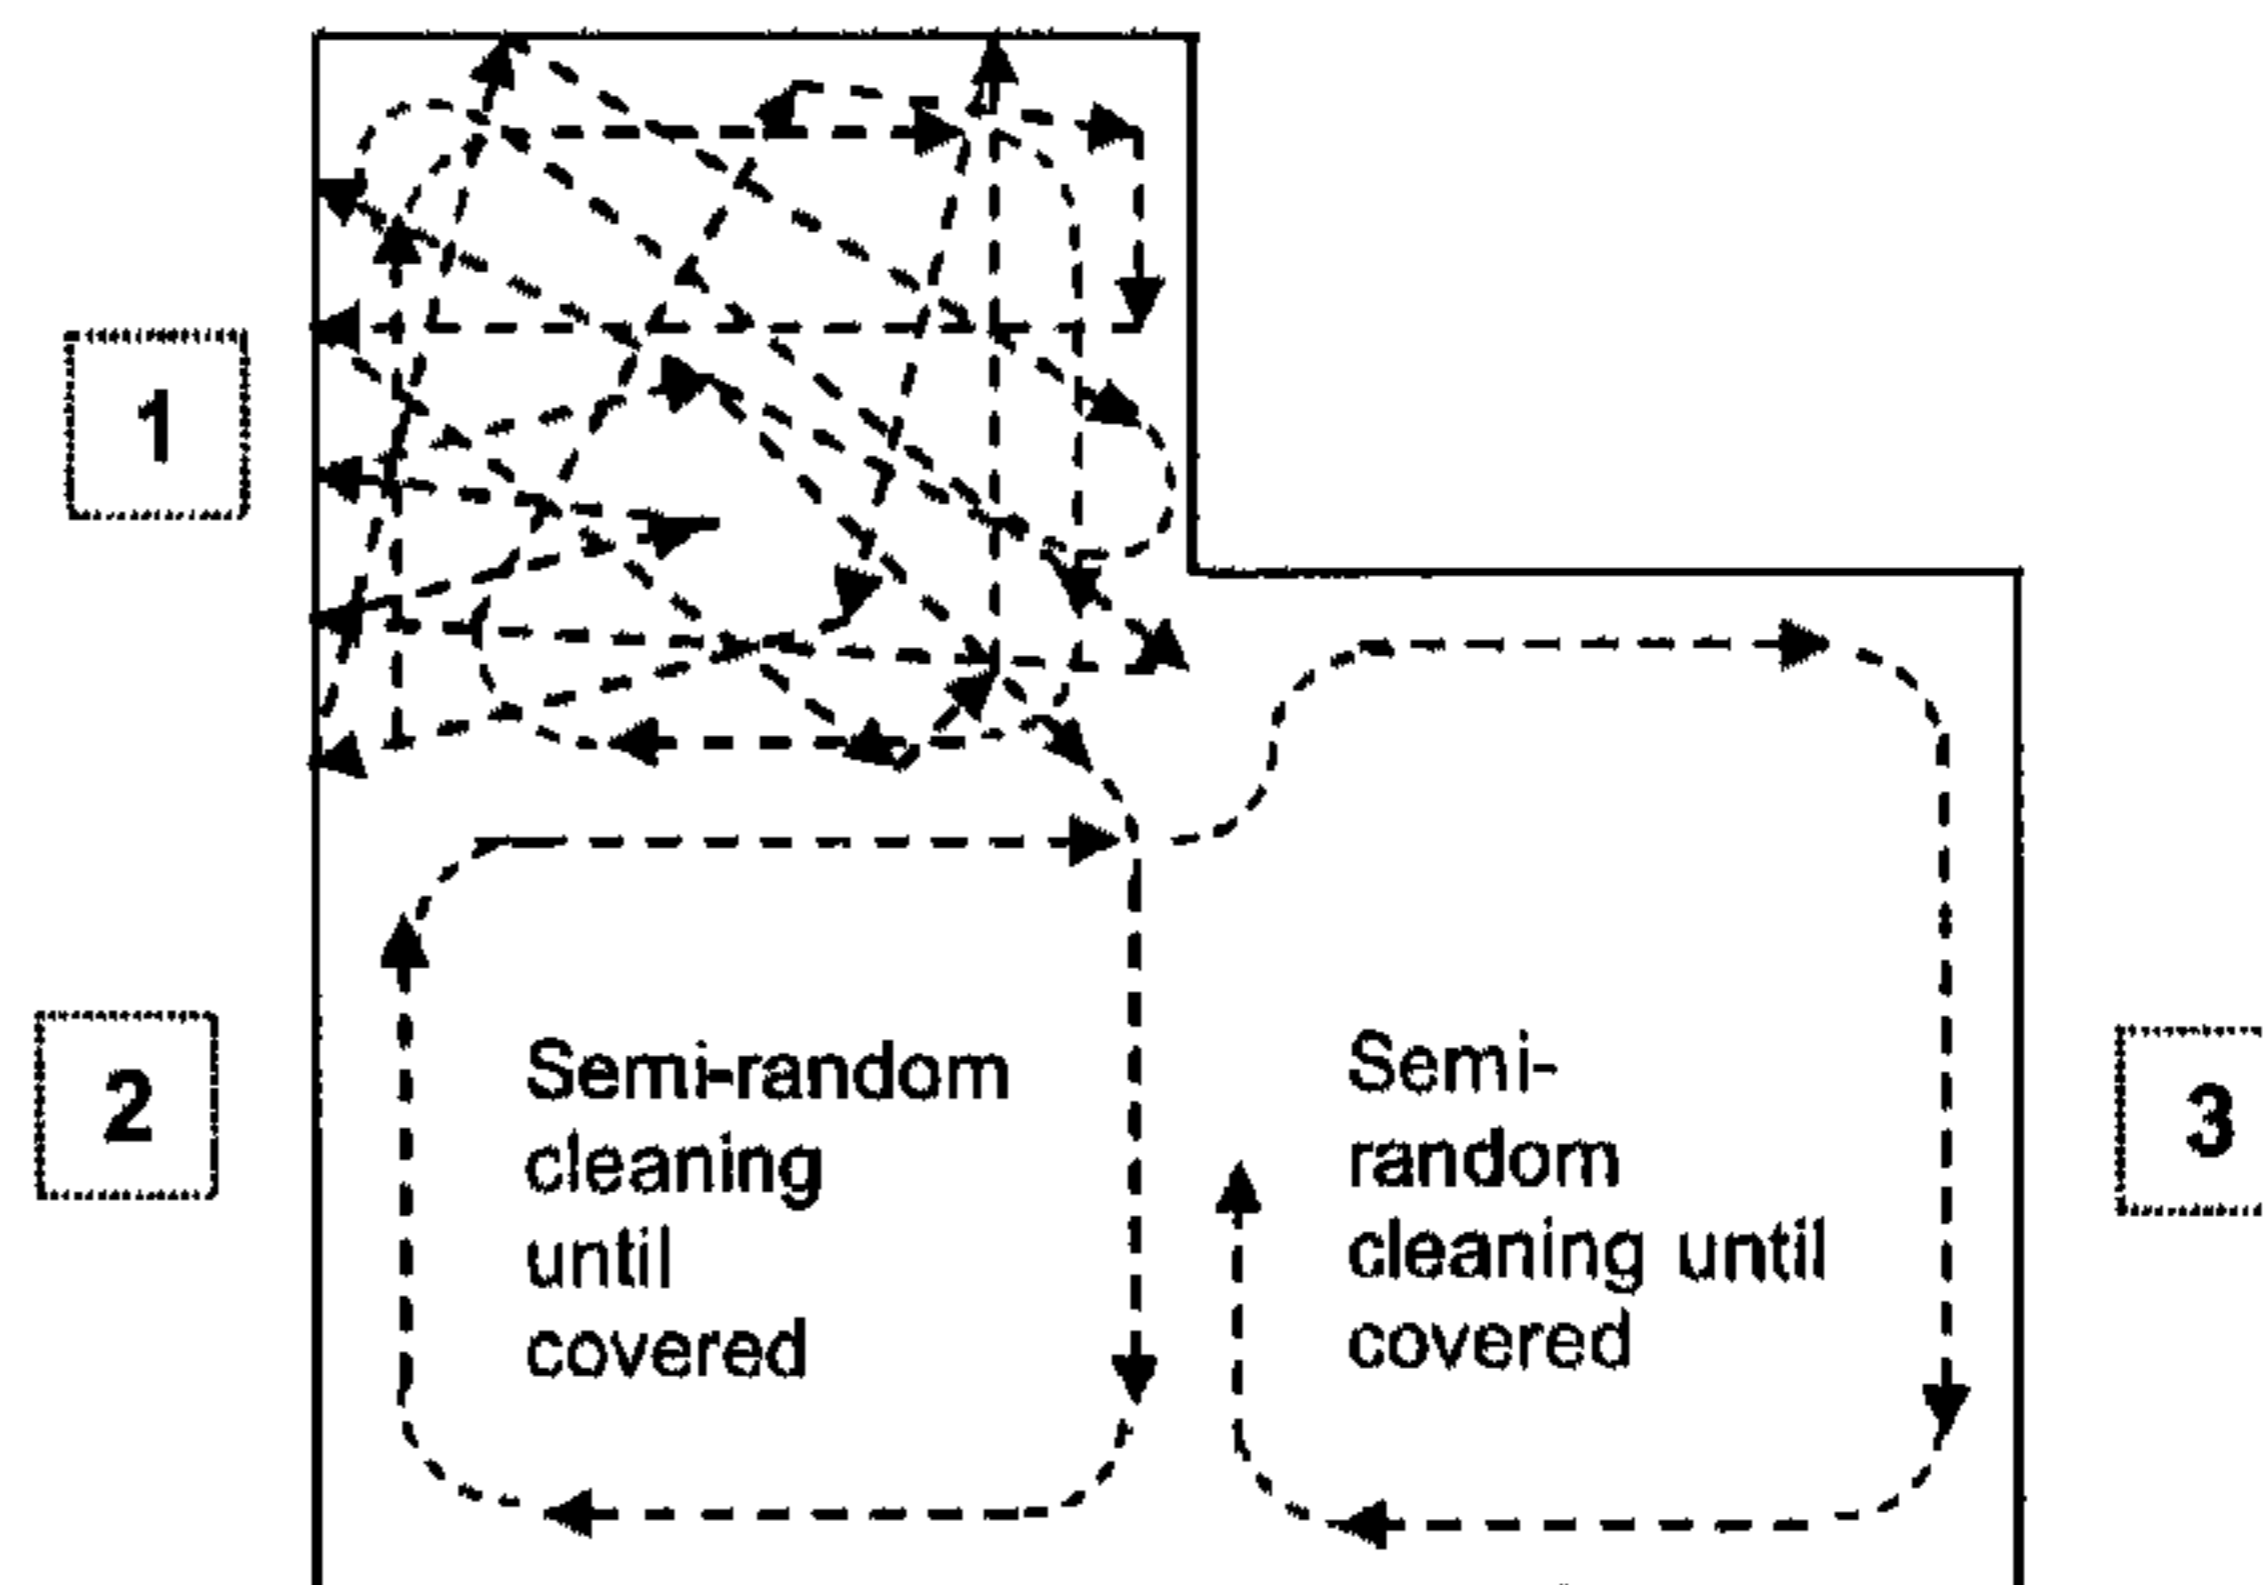 1
2
Semi-random
cleaning
until
covered
Semi-
random
cleaning until
covered
3